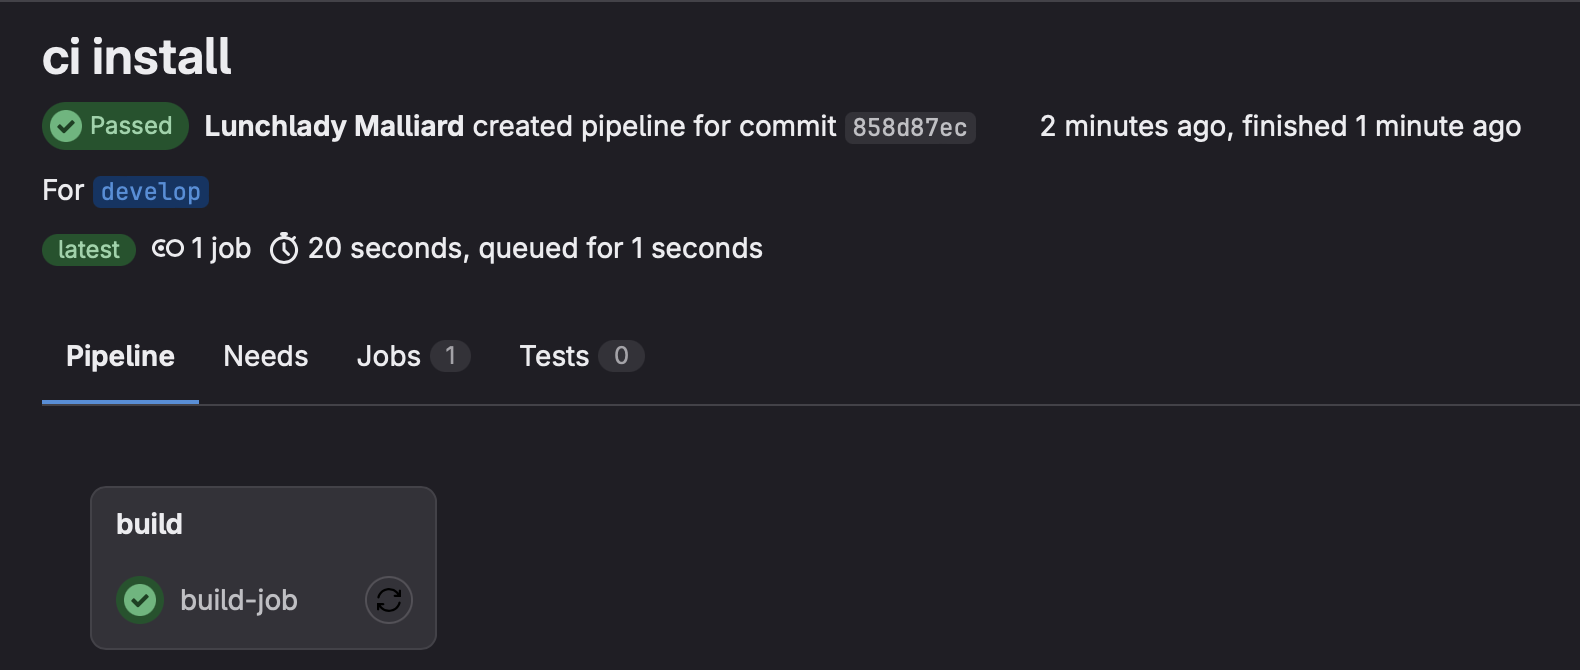 ci install
Passed Lunchlady Malliard created pipeline for commit 858d87ec 2 minutes ago, finished 1 minute ago
For develop
latest 1 job 20 seconds, queued for 1 seconds
Pipeline Needs Jobs 1 Tests 0
build
build-job